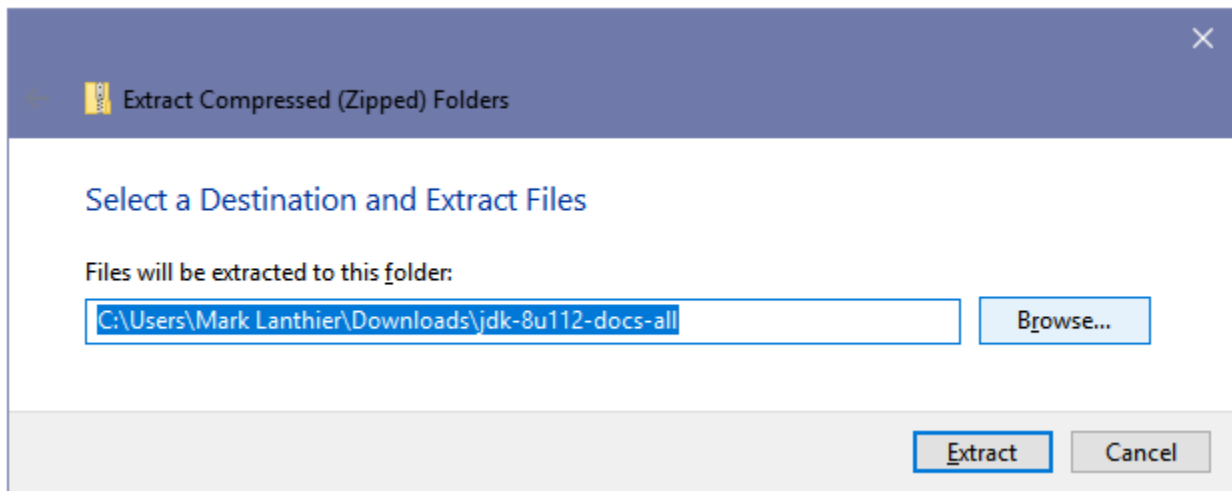 Extract Compressed (Zipped) Folders
Select a Destination and Extract Files
Files will be extracted to this folder:
C:\Users\Mark Lanthier\Downloads\jdk-8u112-docs-all
Browse...
Extract Cancel